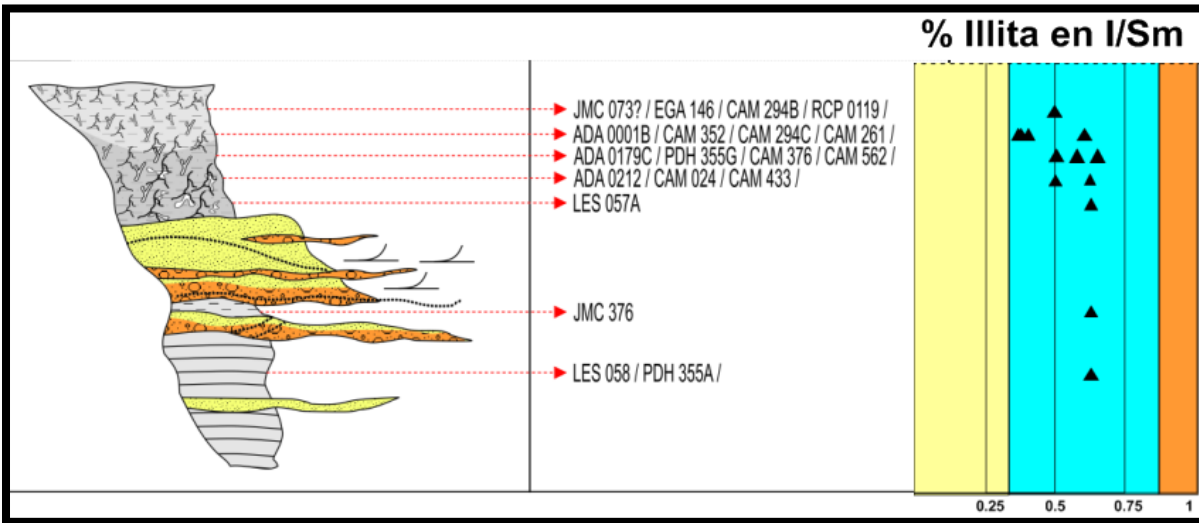 % Illita en I/Sm
JMC 073? / EGA 146 / CAM 294B / RCP 0119 /
ADA 0001B / CAM 352 / CAM 294C / CAM 261 /
ADA 0179C / PDH 355G / CAM 376 / CAM 562 /
ADA 0212 / CAM 024 / CAM 433 /
LES 057A
JMC 376
LES 058 / PDH 355A /
0.25 0.5 0.75 1